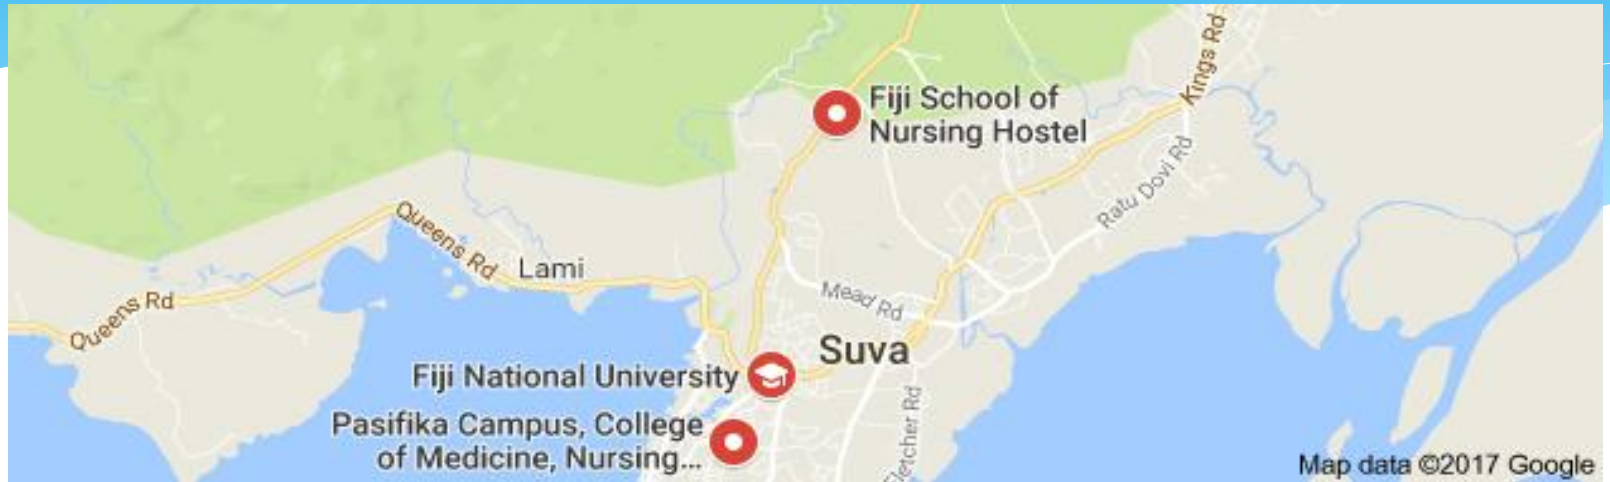 Kings Rd
Fiji School of
Nursing Hostel
Ratu Dovi Rd
Queens Rd
Lami
Queens Rd
Mead Rd
Suva
Fiji National University
Pasifika Campus, College
of Medicine, Nursing...
Fletcher Rd
Map data ©2017 Google